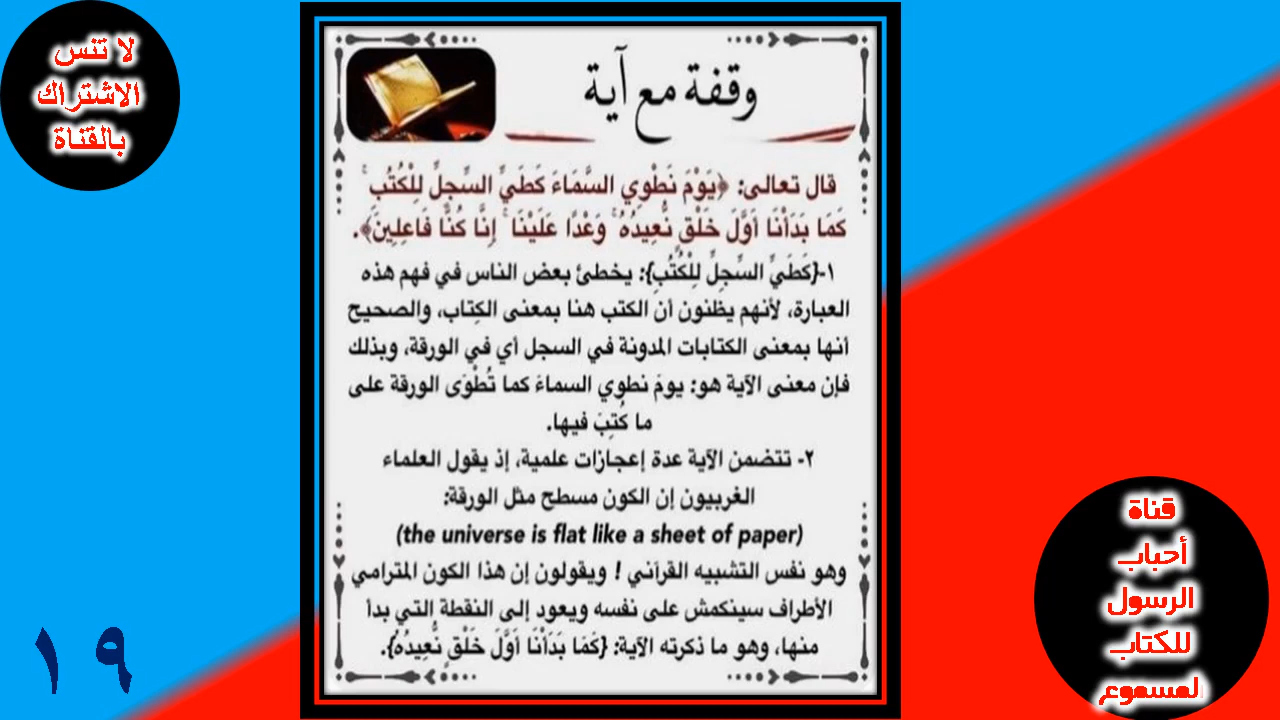 لا تنس
الاشتراك
بالقناة
وقفة مع آية
قال تعالى: ﴿يَوْمَ نَطْوِي السَّمَاءَ كَطَيِّ السِّجِلِّ لِلْكُتُبِ ۚ
كَمَا بَدَأْنَا أَوَّلَ خَلْقٍ نُّعِيدُهُ ۚ وَعْدًا عَلَيْنَا ۚ إِنَّا كُنَّا فَاعِلِينَ﴾.
١-{كَطَيِّ السِّجِلِّ لِلْكُتُبِ}: يخطئ بعض الناس في فهم هذه
العبارة، لأنهم يظنون أن الكتب هنا بمعنى الكِتاب، والصحيح
أنها بمعنى الكتابات المدونة في السجل أي في الورقة، وبذلك
فإن معنى الآية هو: يومَ نطوي السماءَ كما تُطْوَى الورقة على
ما كُتِبَ فيها.
٢- تتضمن الآية عدة إعجازات علمية، إذ يقول العلماء
الغربيون إن الكون مسطح مثل الورقة:
(the universe is flat like a sheet of paper)
وهو نفس التشبيه القرآني ! ويقولون إن هذا الكون المترامي
الأطراف سينكمش على نفسه ويعود إلى النقطة التي بدأ
منها، وهو ما ذكرته الآية: {كَمَا بَدَأْنَا أَوَّلَ خَلْقٍ نُّعِيدُهُ}.
١٩
قناة
أحباب
الرسول
للكتاب
المسموع